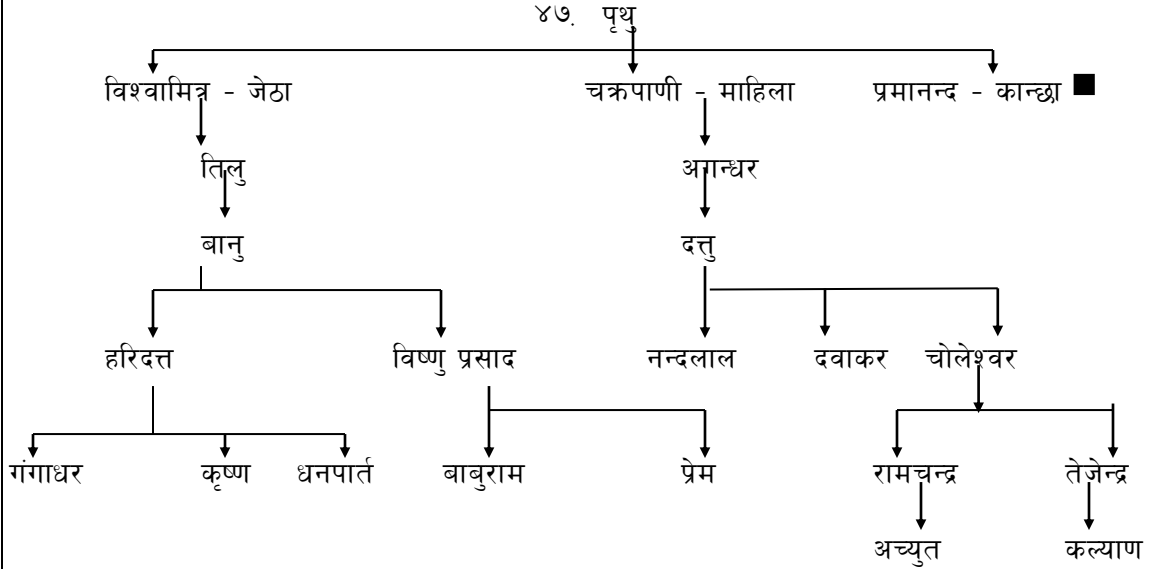 ४७. पृथु
विश्वामित्र - जेठा चक्रपाणी - माहिला प्रमानन्द - कान्छा
तिलु अगन्धर
बानु दत्तु
हरिदत्त विष्णु प्रसाद नन्दलाल दवाकर चोलेश्वर
गंगाधर कृष्ण धनपार्त बाबुराम प्रेम रामचन्द्र तेजेन्द्र
अच्युत कल्याण